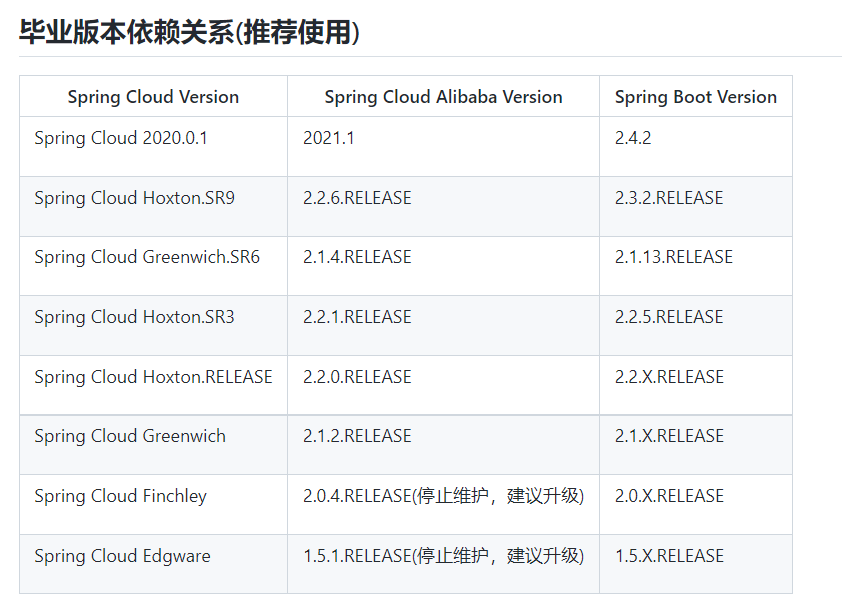 毕业版本依赖关系(推荐使用)
Spring Cloud Version Spring Cloud Alibaba Version Spring Boot Version
Spring Cloud 2020.0.1 2021.1 2.4.2
Spring Cloud Hoxton.SR9 2.2.6.RELEASE 2.3.2.RELEASE
Spring Cloud Greenwich.SR6 2.1.4.RELEASE 2.1.13.RELEASE
Spring Cloud Hoxton.SR3 2.2.1.RELEASE 2.2.5.RELEASE
Spring Cloud Hoxton.RELEASE 2.2.0.RELEASE 2.2.X.RELEASE
Spring Cloud Greenwich 2.1.2.RELEASE 2.1.X.RELEASE
Spring Cloud Finchley 2.0.4.RELEASE(停止维护，建议升级) 2.0.X.RELEASE
Spring Cloud Edgware 1.5.1.RELEASE(停止维护，建议升级) 1.5.X.RELEASE